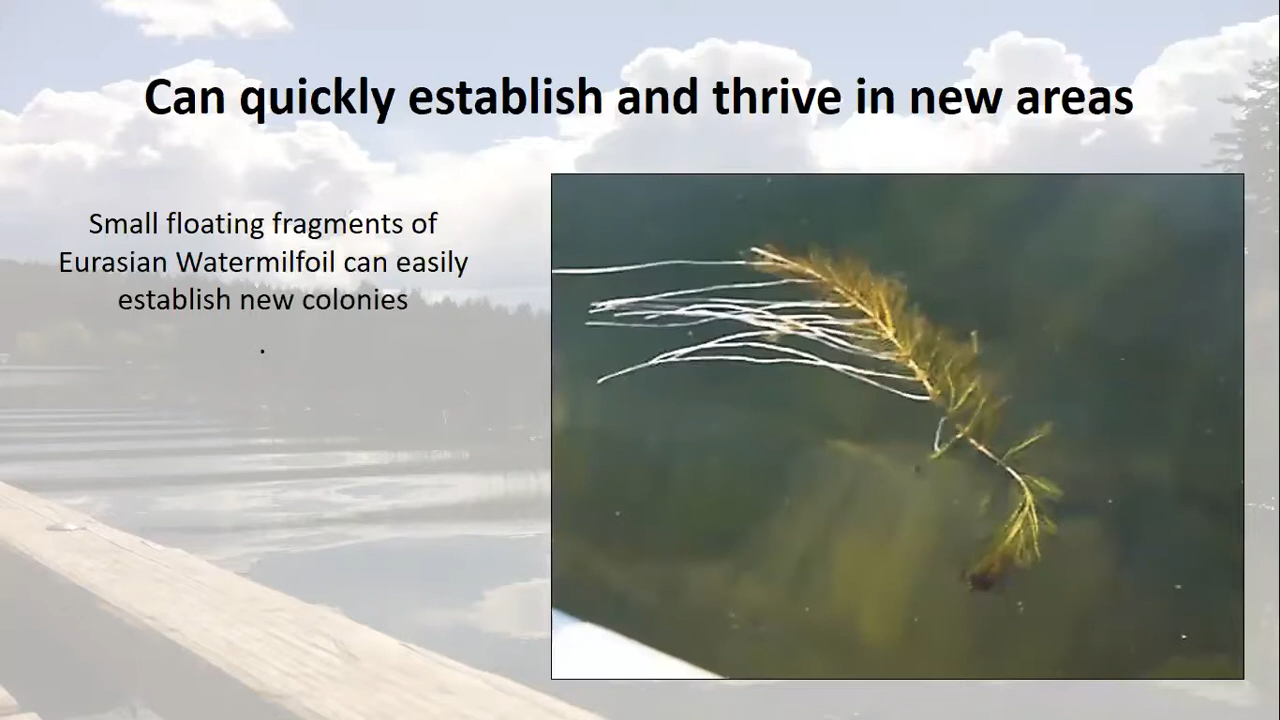 Can quickly establish and thrive in new areas
Small floating fragments of
Eurasian Watermilfoil can easily
establish new colonies
.